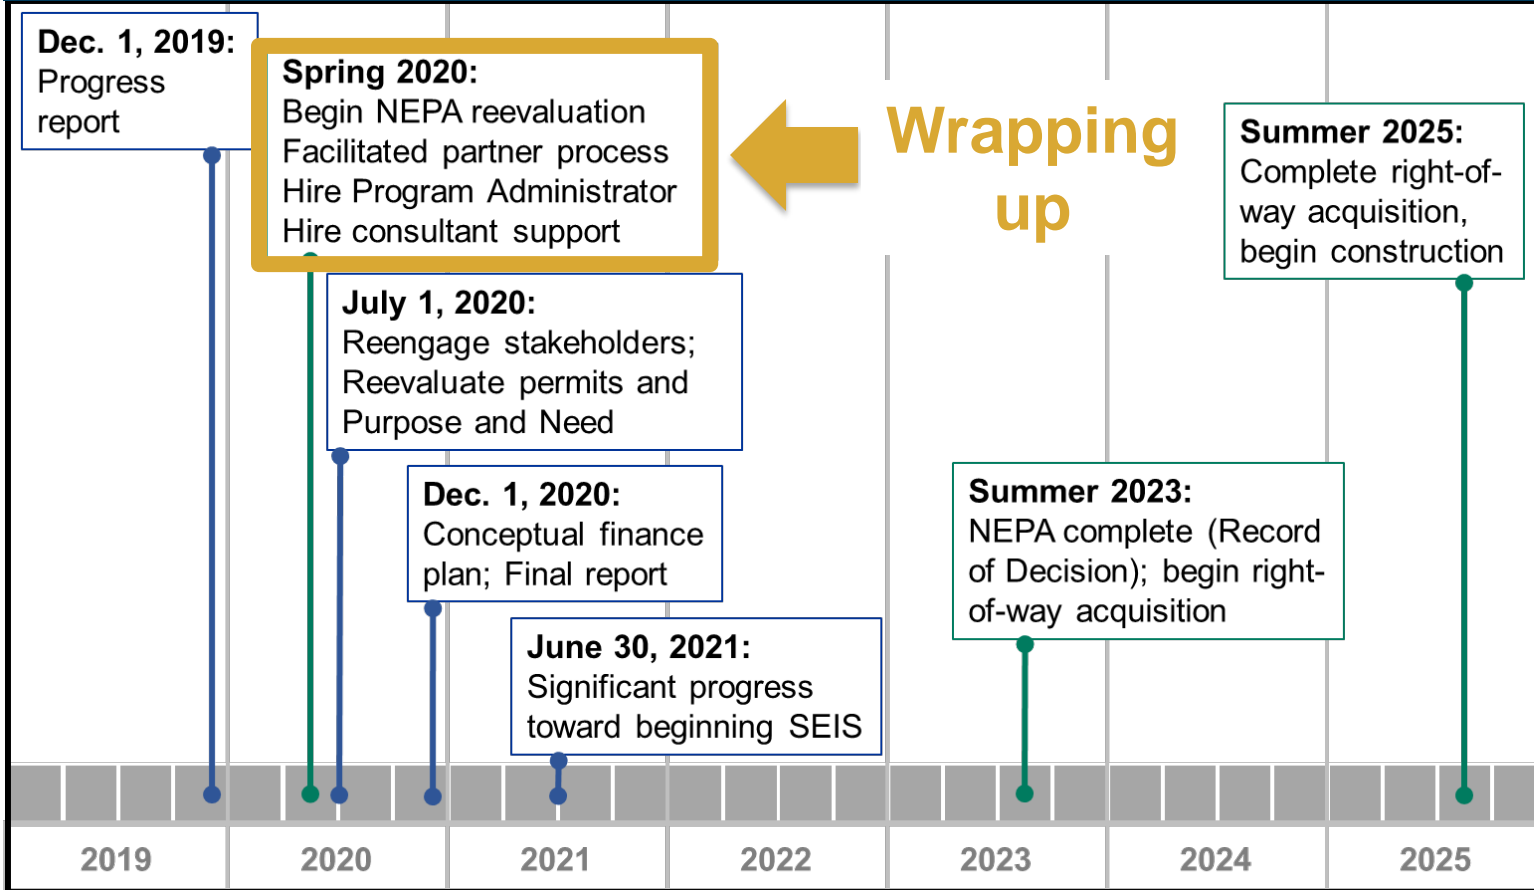 Dec. 1, 2019:
Progress
report
Spring 2020:
Begin NEPA reevaluation
Facilitated partner process
Hire Program Administrator
Hire consultant support
Wrapping
up
Summer 2025:
Complete right-of-
way acquisition,
begin construction
July 1, 2020:
Reengage stakeholders;
Reevaluate permits and
Purpose and Need
Dec. 1, 2020:
Conceptual finance
plan; Final report
Summer 2023:
NEPA complete (Record
of Decision); begin right-
of-way acquisition
June 30, 2021:
Significant progress
toward beginning SEIS
2019
2020
2021
2022
2023
2024
2025